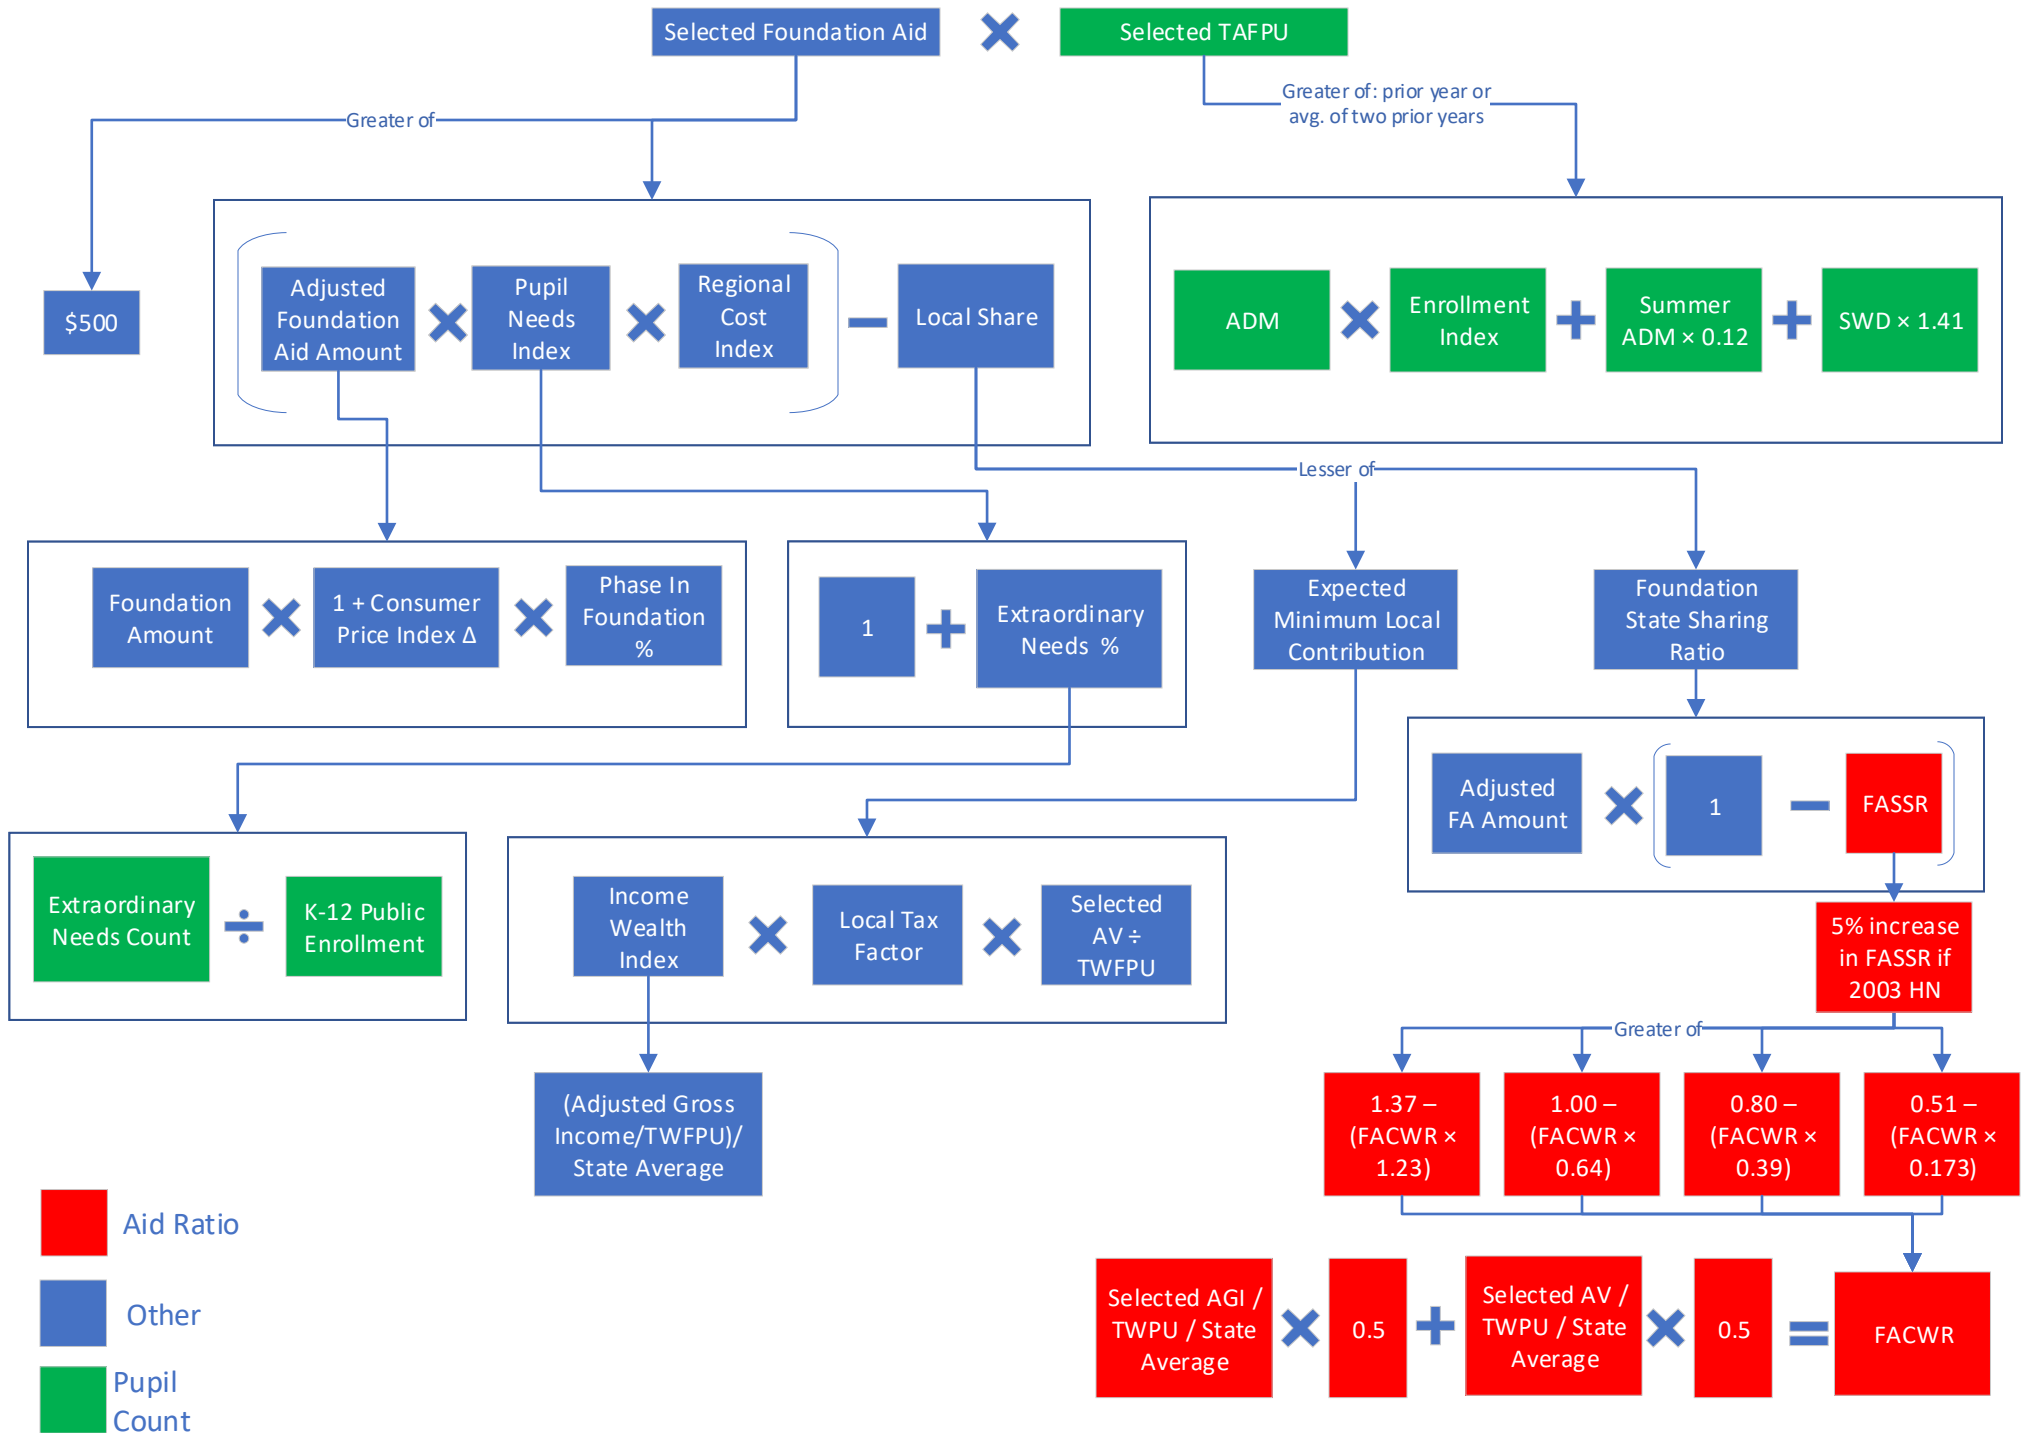 Selected Foundation Aid
Selected TAFPU
Greater of: prior year or
avg. of two prior years
Greater of
$500
Adjusted
Foundation
Aid Amount
Pupil
Needs
Index
Regional
Cost
Index
Local Share
ADM
Enrollment
Index
Summer
ADM × 0.12
SWD × 1.41
Lesser of
Foundation
Amount
1 + Consumer
Price Index Δ
Phase In
Foundation
%
1
Extraordinary
Needs %
Expected
Minimum Local
Contribution
Foundation
State Sharing
Ratio
Adjusted
FA Amount
1
FASSR
Extraordinary
Needs Count
K-12 Public
Enrollment
Income
Wealth
Index
Local Tax
Factor
Selected
AV ÷
TWFPU
5% increase
in FASSR if
2003 HN
Greater of
(Adjusted Gross
Income/TWFPU)/
State Average
1.37 –
(FACWR ×
1.23)
1.00 –
(FACWR ×
0.64)
0.80 –
(FACWR ×
0.39)
0.51 –
(FACWR ×
0.173)
Selected AGI /
TWPU / State
Average
0.5
Selected AV /
TWPU / State
Average
0.5
FACWR
Aid Ratio
Other
Pupil
Count